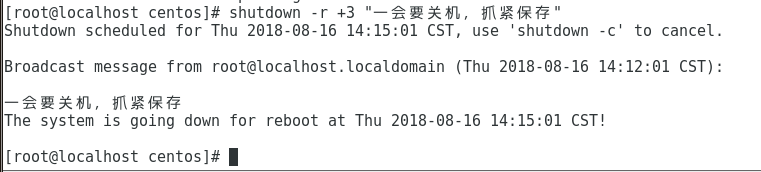 [root@localhost centos]# shutdown -r +3 "一会要关机，抓紧保存"
Shutdown scheduled for Thu 2018-08-16 14:15:01 CST, use 'shutdown -c' to cancel.
Broadcast message from root@localhost.localdomain (Thu 2018-08-16 14:12:01 CST):
一会要关机，抓紧保存
The system is going down for reboot at Thu 2018-08-16 14:15:01 CST!
[root@localhost centos]#